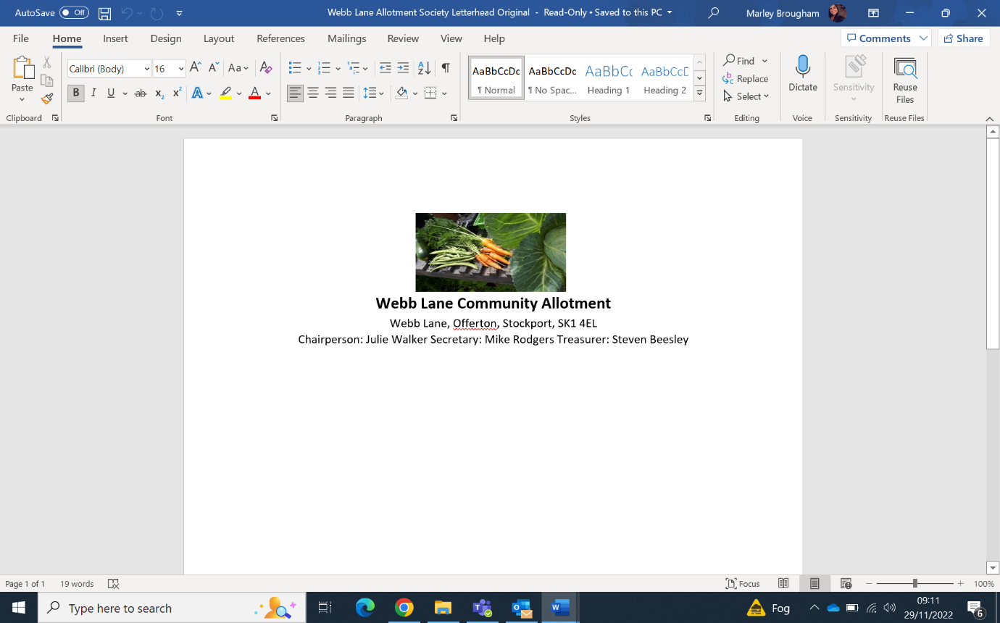 AutoSave Off Webb Lane Allotment Society Letterhead Original - Read-Only • Saved to this PC Marley Brougham
File Home Insert Design Layout References Mailings Review View Help Comments Share
Paste Calibri (Body) 16 A A Aa A
B I U ab x₂ x² A A
AaBbCcDc AaBbCcDc AaBbCc AaBbCcD
¶ Normal ¶ No Spac... Heading 1 Heading 2
Find
Replace
Select
Dictate Sensitivity Reuse Files
Clipboard Font Paragraph Styles Editing Voice Sensitivity Reuse Files
Webb Lane Community Allotment
Webb Lane, Offerton, Stockport, SK1 4EL
Chairperson: Julie Walker Secretary: Mike Rodgers Treasurer: Steven Beesley
Page 1 of 1 19 words Focus 100%
Type here to search Fog 09:11
29/11/2022 6